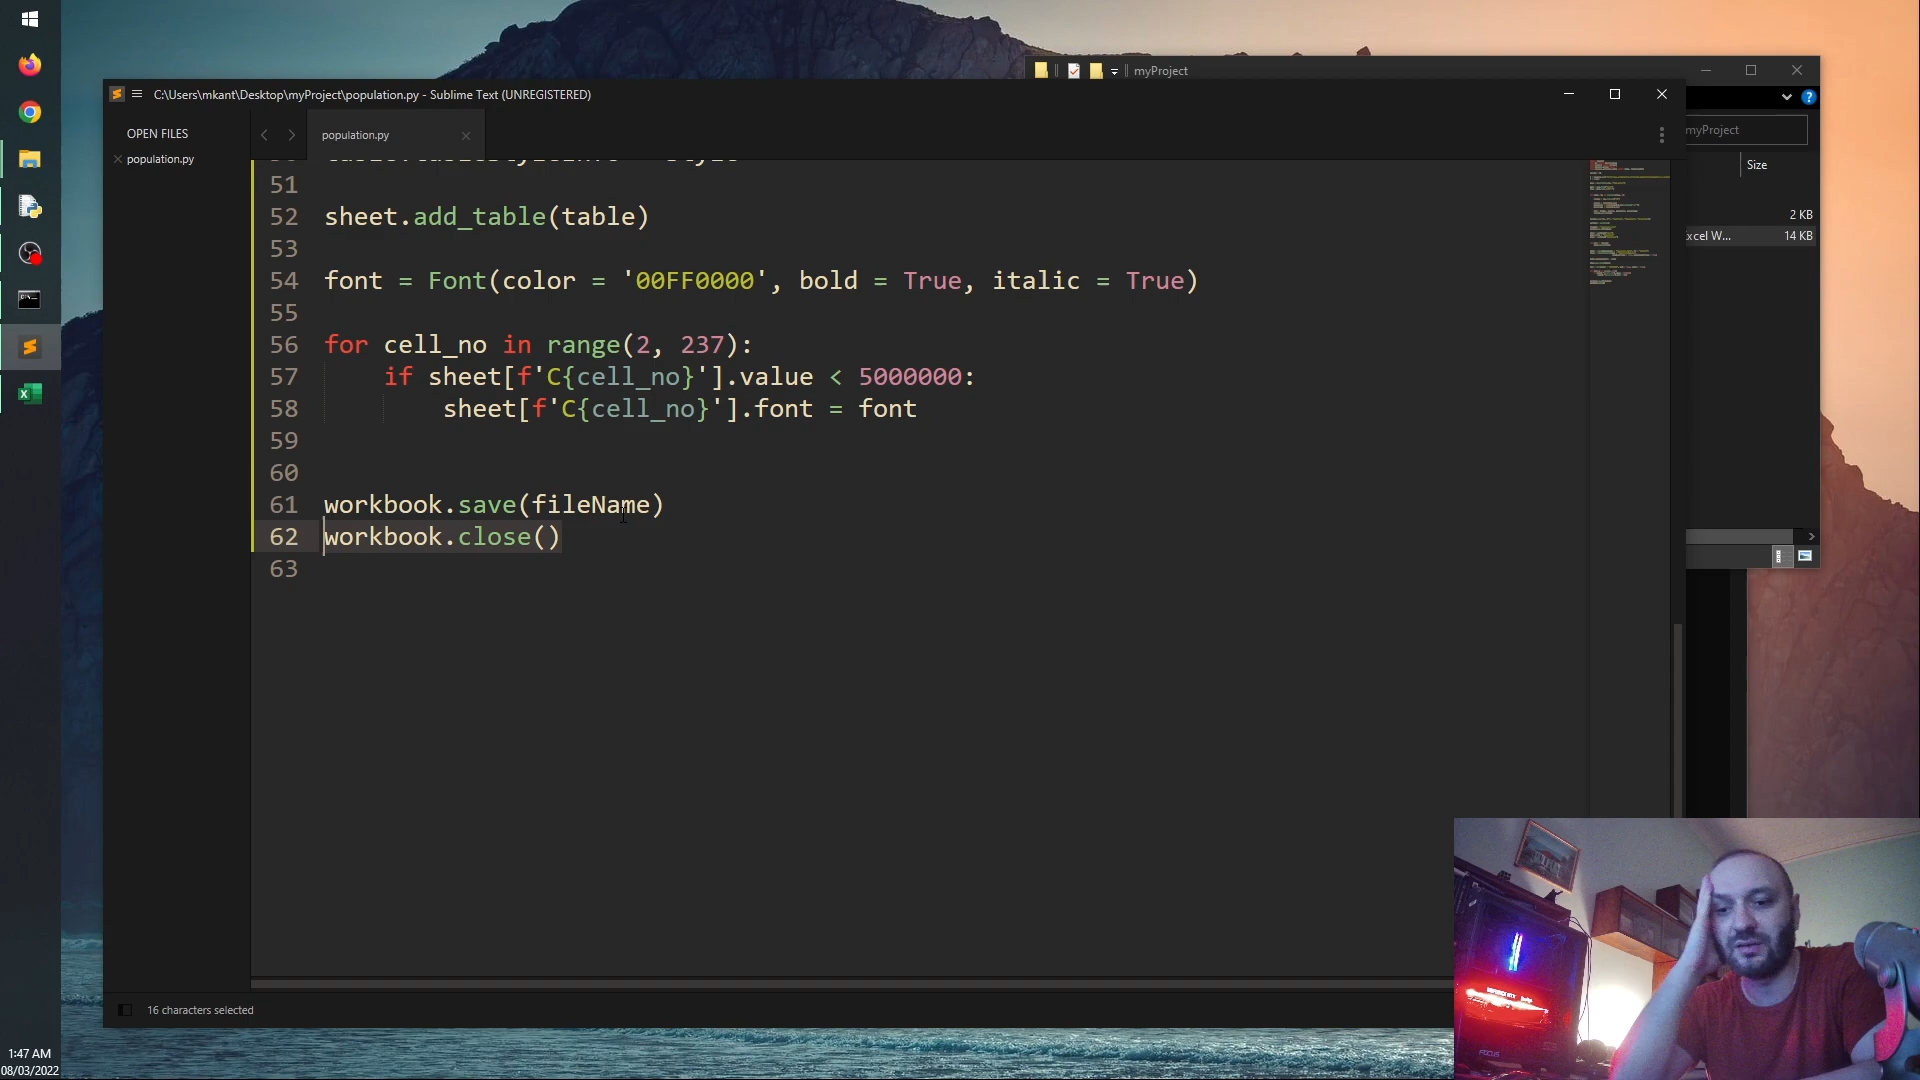 myProject
C:\Users\mkant\Desktop\myProject\population.py - Sublime Text (UNREGISTERED)
OPEN FILES
population.py
population.py
myProject
Size
2 KB
xcel W... 14 KB
51
52 sheet.add_table(table)
53
54 font = Font(color = '00FF0000', bold = True, italic = True)
55
56 for cell_no in range(2, 237):
57 if sheet[f'C{cell_no}'].value < 5000000:
58 sheet[f'C{cell_no}'].font = font
59
60
61 workbook.save(fileName)
62 workbook.close()
63
16 characters selected
1:47 AM
08/03/2022